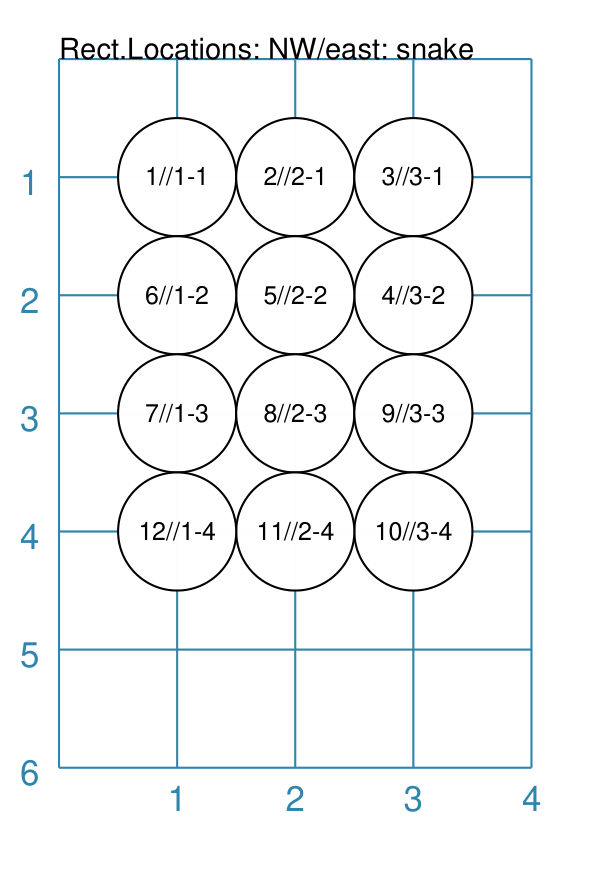 Rect.Locations: NW/east: snake
1 1//1-1 2//2-1 3//3-1
2 6//1-2 5//2-2 4//3-2
3 7//1-3 8//2-3 9//3-3
4 12//1-4 11//2-4 10//3-4
5
6
1 2 3 4